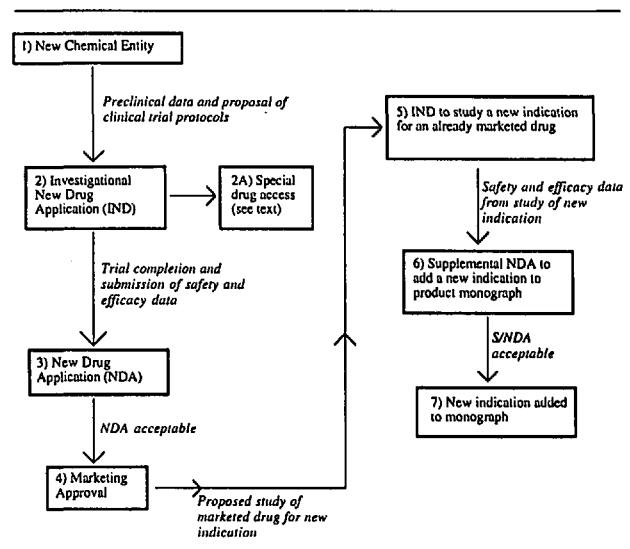 1) New Chemical Entity
Preclinical data and proposal of
clinical trial protocols
2) Investigational
New Drug
Application (IND)
2A) Special
drug access
(see text)
Trial completion and
submission of safety and
efficacy data
3) New Drug
Application (NDA)
NDA acceptable
4) Marketing
Approval
Proposed study of
marketed drug for new
indication
5) IND to study a new indication
for an already marketed drug
Safety and efficacy data
from study of new
indication
6) Supplemental NDA to
add a new indication to
product monograph
S/NDA
acceptable
7) New indication added
to monograph